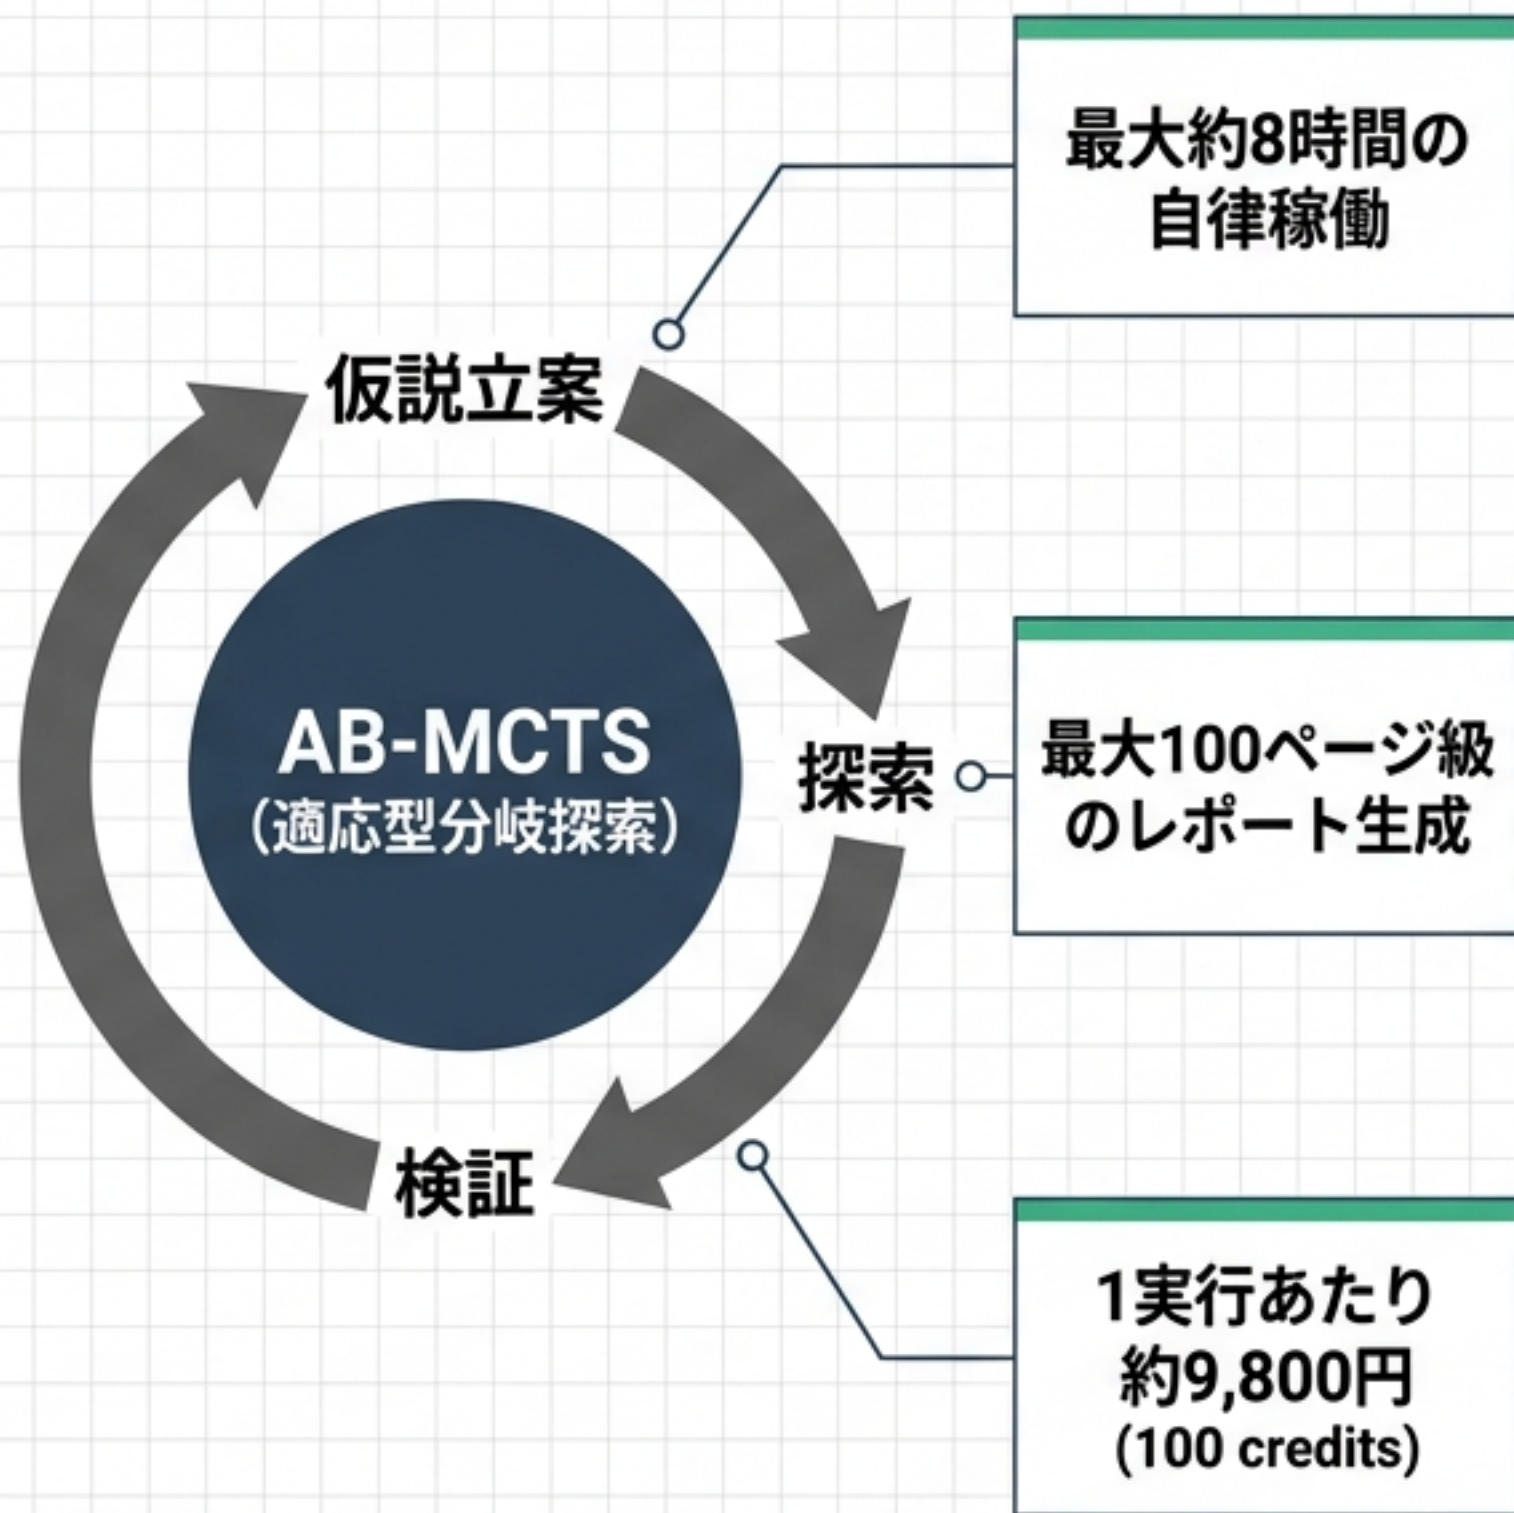 最大約8時間の
自律稼働
仮説立案
AB-MCTS
（適応型分岐探索）
探索
最大100ページ級
のレポート生成
検証
1実行あたり
約9,800円
(100 credits)